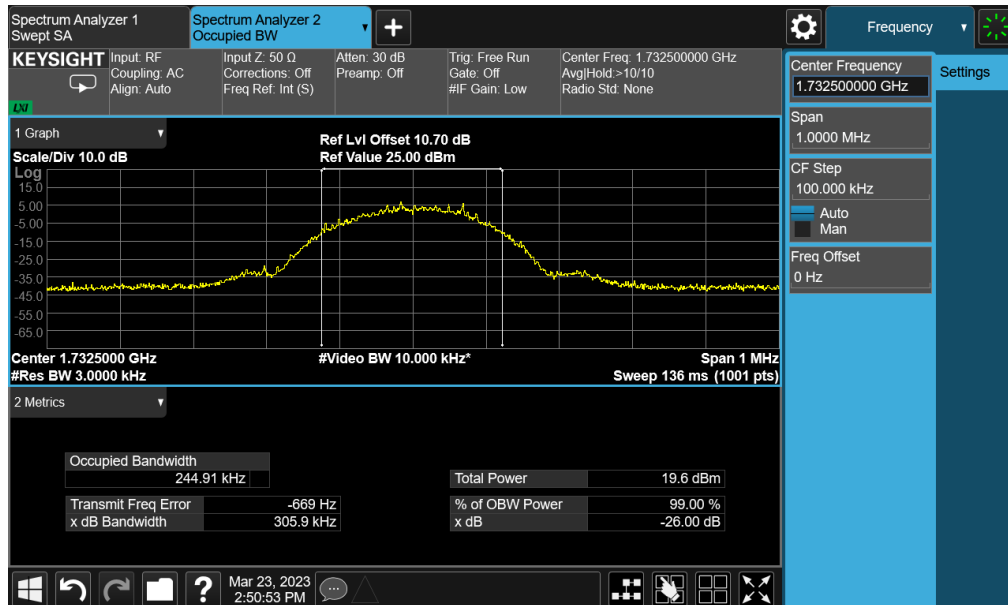 Spectrum Analyzer 1
Swept SA
Spectrum Analyzer 2
Occupied BW
+
Frequency
KEYSIGHT
LXI
Input: RF
Coupling: AC
Align: Auto
Input Z: 50 Ω
Corrections: Off
Freq Ref: Int (S)
Atten: 30 dB
Preamp: Off
Trig: Free Run
Gate: Off
#IF Gain: Low
Center Freq: 1.732500000 GHz
Avg|Hold:>10/10
Radio Std: None
Center Frequency
1.732500000 GHz
Settings
Span
1.0000 MHz
CF Step
100.000 kHz
Auto
Man
Freq Offset
0 Hz
1 Graph
Scale/Div 10.0 dB
Ref Lvl Offset 10.70 dB
Ref Value 25.00 dBm
Log
15.0
5.00
-5.00
-15.0
-25.0
-35.0
-45.0
-55.0
-65.0
Center 1.7325000 GHz
#Res BW 3.0000 kHz
#Video BW 10.000 kHz*
Span 1 MHz
Sweep 136 ms (1001 pts)
2 Metrics
Occupied Bandwidth
244.91 kHz
Transmit Freq Error -669 Hz
x dB Bandwidth 305.9 kHz
Total Power 19.6 dBm
% of OBW Power 99.00 %
x dB -26.00 dB
?
Mar 23, 2023
2:50:53 PM